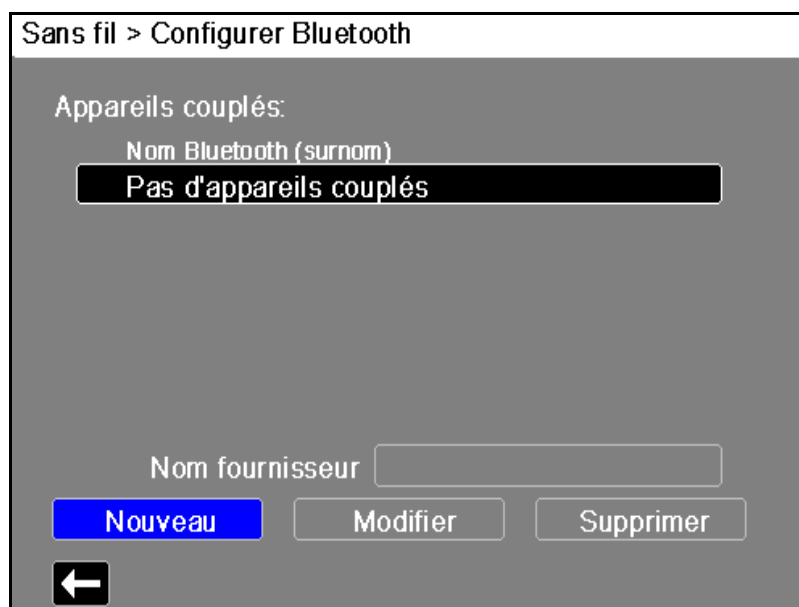 Sans fil > Configurer Bluetooth
Appareils couplés:
Nom Bluetooth (surnom)
Pas d'appareils couplés
Nom fournisseur
Nouveau Modifier Supprimer